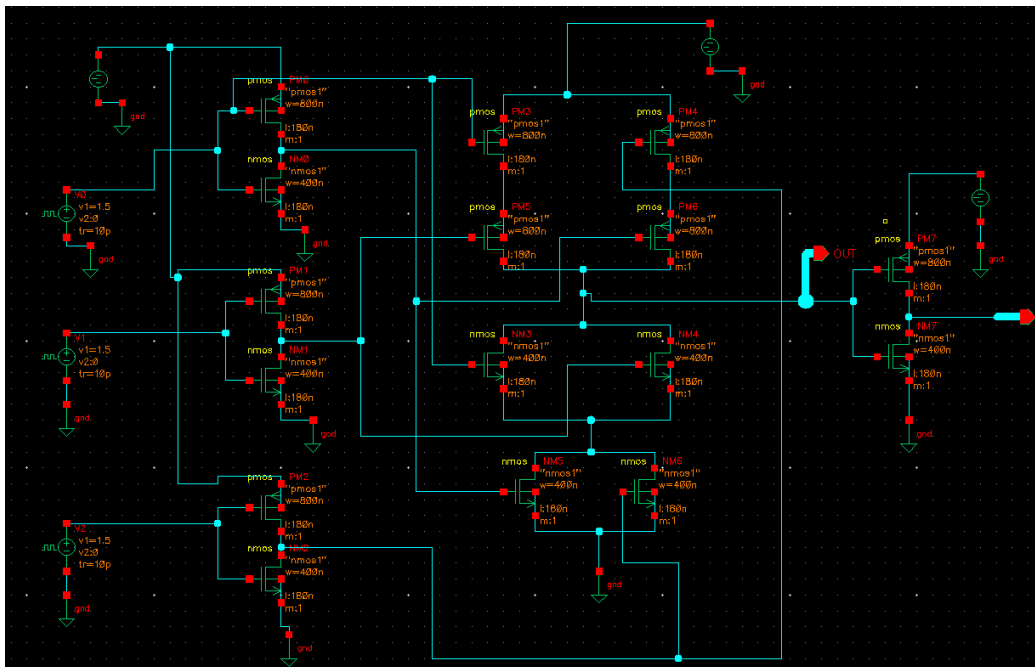 gnd
pmos
PM0
"pmos1"
w=800n
l:180n
m:1
nmos
NM0
"nmos1"
w=400n
l:180n
m:1
gnd
V0
v1=1.5
v2:0
tr=10p
gnd
PM1
"pmos1"
w=800n
pmos
l:180n
m:1
nmos
NM1
"nmos1"
w=400n
l:180n
m:1
gnd
V1
v1=1.5
v2:0
tr=10p
gnd
pmos
PM2
"pmos1"
w=800n
l:180n
m:1
nmos
NM2
"nmos1"
w=400n
l:180n
m:1
gnd
V2
v1=1.5
v2:0
tr=10p
gnd
gnd
pmos
PM3
"pmos1"
w=800n
l:180n
m:1
pmos
PM4
"pmos1"
w=800n
l:180n
m:1
pmos
PM5
"pmos1"
w=800n
l:180n
m:1
pmos
PM6
"pmos1"
w=800n
l:180n
m:1
nmos
NM3
"nmos1"
w=400n
l:180n
m:1
nmos
NM4
"nmos1"
w=400n
l:180n
m:1
nmos
NM5
"nmos1"
w=400n
l:180n
m:1
nmos
NM6
"nmos1"
w=400n
l:180n
m:1
gnd
OUT
gnd
pmos
PM7
"pmos1"
w=800n
l:180n
m:1
nmos
NM7
"nmos1"
w=400n
l:180n
m:1
gnd